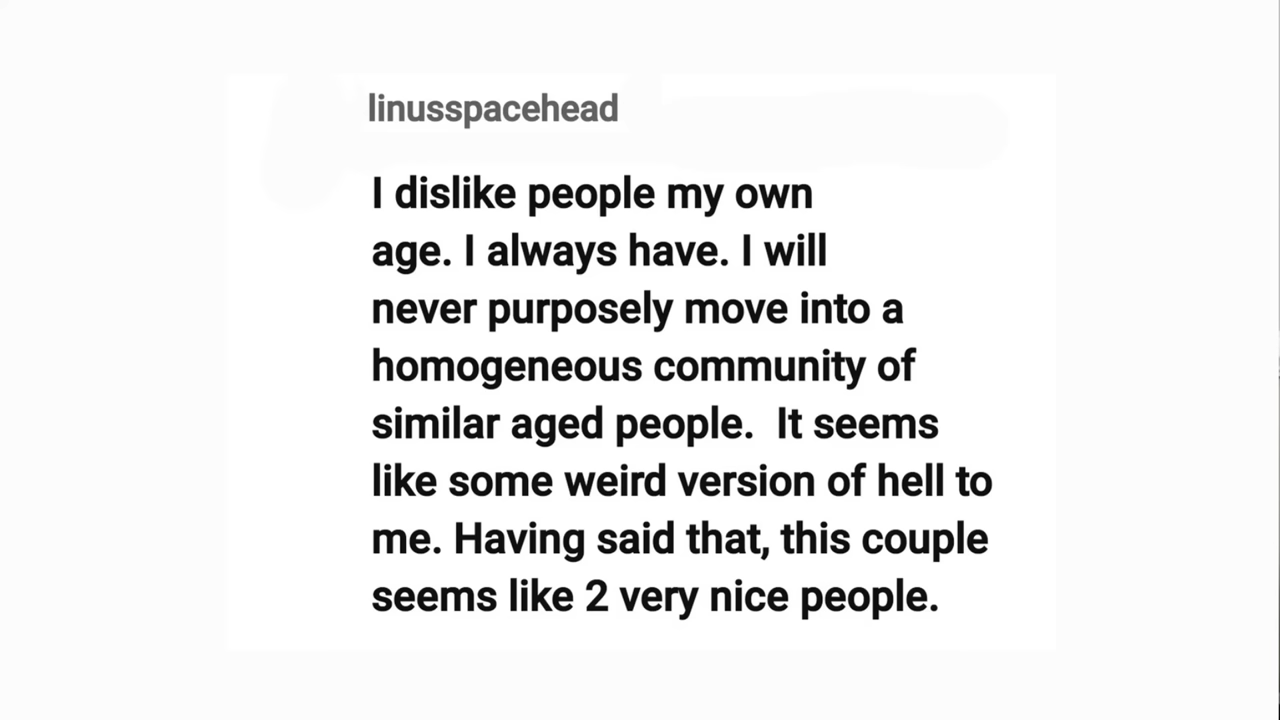 linusspacehead
I dislike people my own
age. I always have. I will
never purposely move into a
homogeneous community of
similar aged people.  It seems
like some weird version of hell to
me. Having said that, this couple
seems like 2 very nice people.